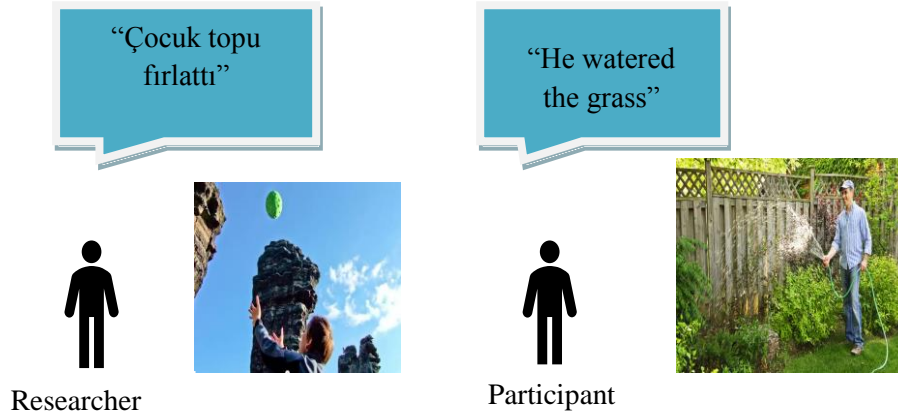 “Çocuk topu
fırlattı”
“He watered
the grass”
Researcher
Participant